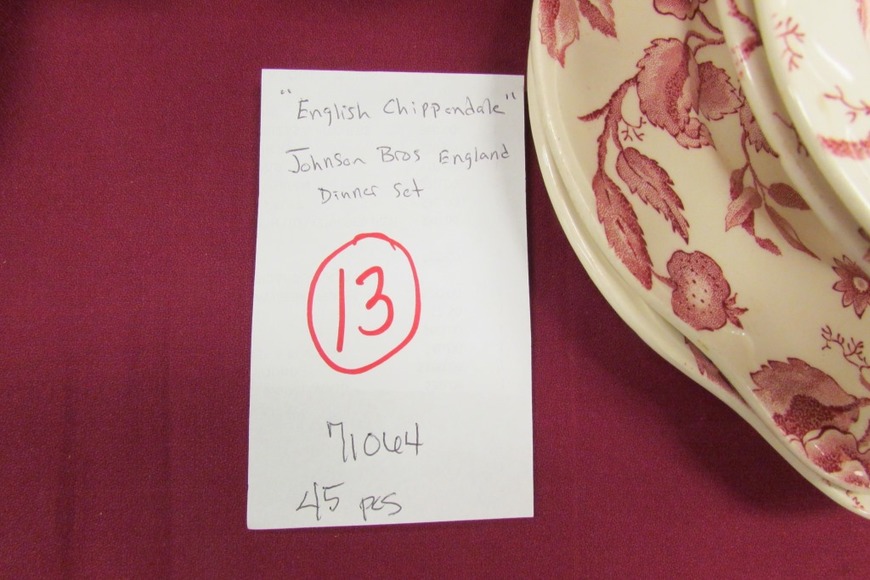 "English Chippendale"
Johnson Bros England
Dinner Set
13
71064
45 pcs